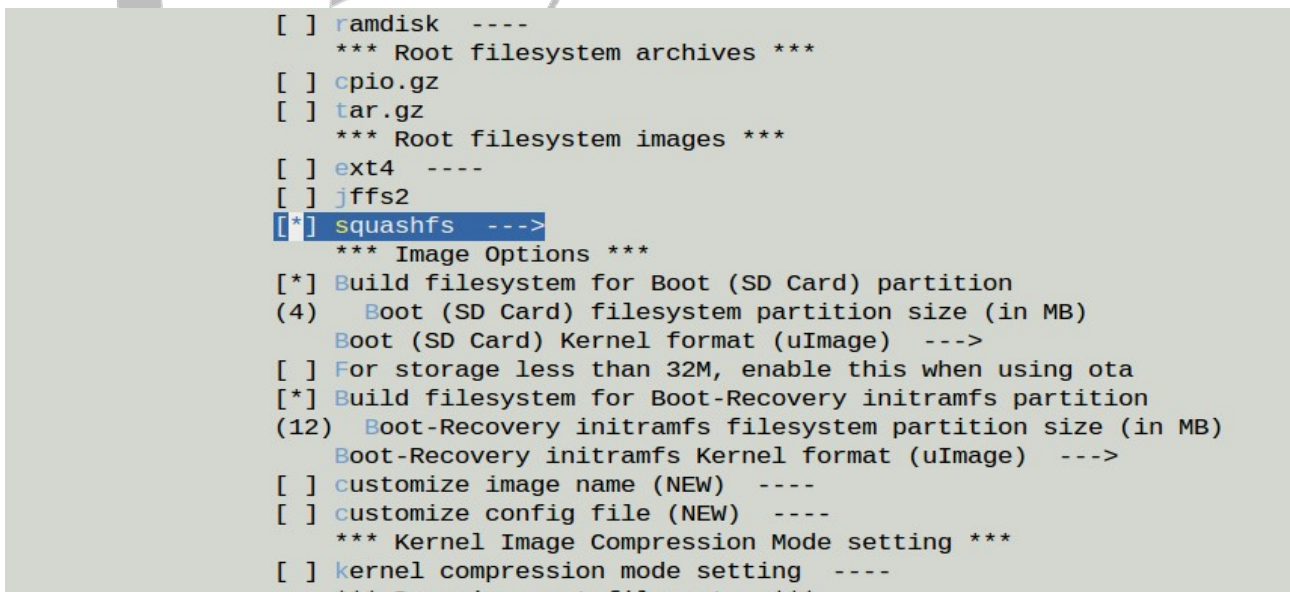 [ ] ramdisk  ----
*** Root filesystem archives ***
[ ] cpio.gz
[ ] tar.gz
*** Root filesystem images ***
[ ] ext4  ----
[ ] jffs2
[*] squashfs  --->
*** Image Options ***
[*] Build filesystem for Boot (SD Card) partition
(4)   Boot (SD Card) filesystem partition size (in MB)
Boot (SD Card) Kernel format (uImage)  --->
[ ] For storage less than 32M, enable this when using ota
[*] Build filesystem for Boot-Recovery initramfs partition
(12)  Boot-Recovery initramfs filesystem partition size (in MB)
Boot-Recovery initramfs Kernel format (uImage)  --->
[ ] customize image name (NEW)  ----
[ ] customize config file (NEW)  ----
*** Kernel Image Compression Mode setting ***
[ ] kernel compression mode setting  ----